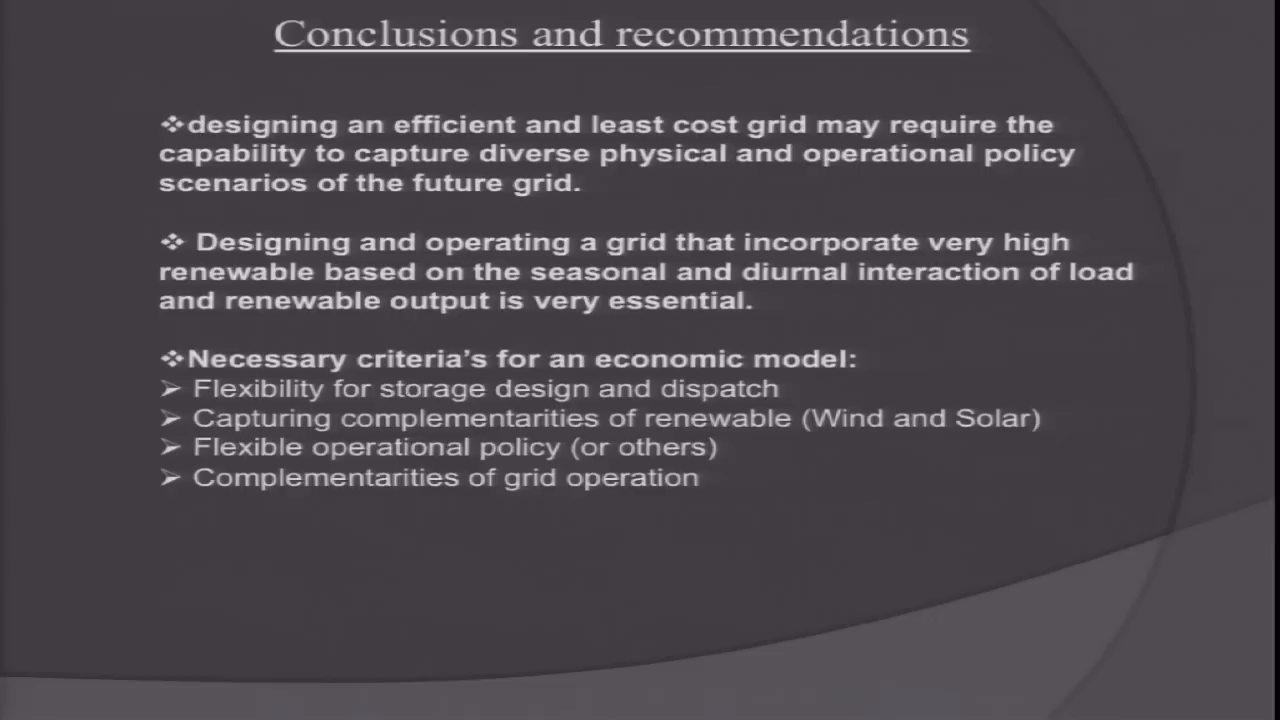 Conclusions and recommendations
❖designing an efficient and least cost grid may require the
capability to capture diverse physical and operational policy
scenarios of the future grid.
❖ Designing and operating a grid that incorporate very high
renewable based on the seasonal and diurnal interaction of load
and renewable output is very essential.
❖Necessary criteria’s for an economic model:
➢ Flexibility for storage design and dispatch
➢ Capturing complementarities of renewable (Wind and Solar)
➢ Flexible operational policy (or others)
➢ Complementarities of grid operation